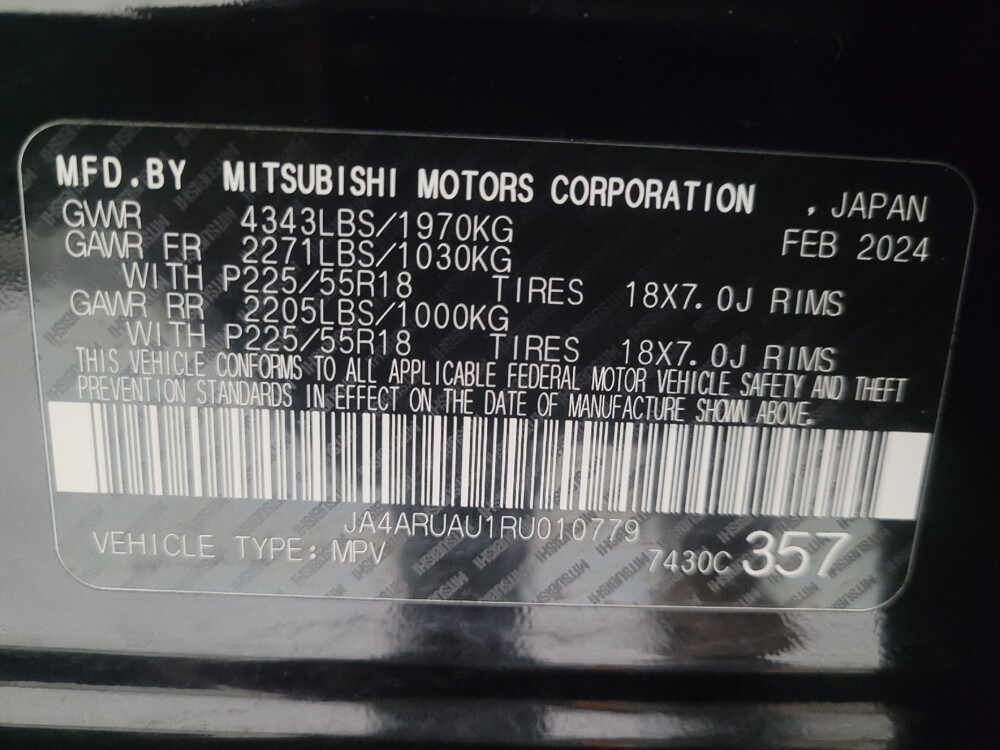 MFD.BY MITSUBISHI MOTORS CORPORATION , JAPAN
GVWR 4343LBS/1970KG FEB 2024
GAWR FR 2271LBS/1030KG
WITH P225/55R18 TIRES 18X7.0J RIMS
GAWR RR 2205LBS/1000KG
WITH P225/55R18 TIRES 18X7.0J RIMS
THIS VEHICLE CONFORMS TO ALL APPLICABLE FEDERAL MOTOR VEHICLE SAFETY AND THEFT
PREVENTION STANDARDS IN EFFECT ON THE DATE OF MANUFACTURE SHOWN ABOVE.
JA4ARUAU1RU010779
VEHICLE TYPE: MPV 7430C 357